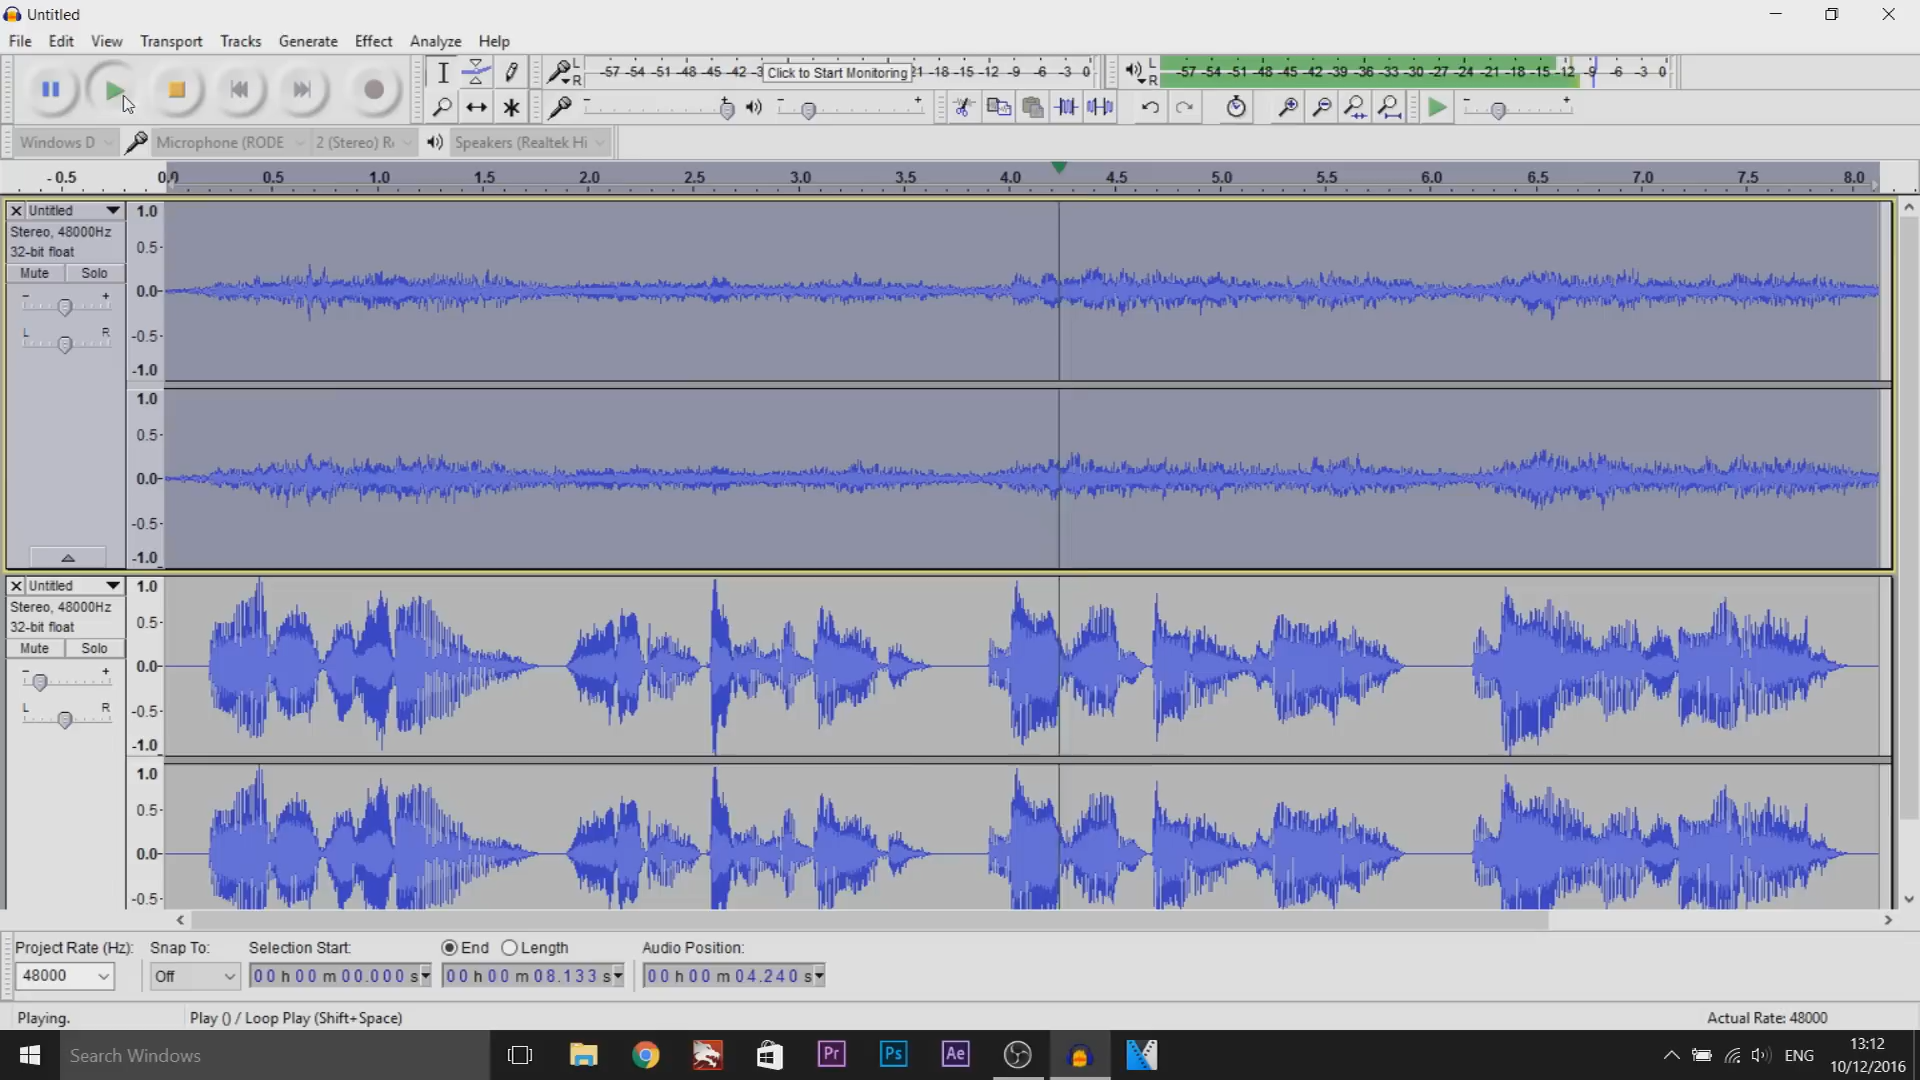 Untitled
File Edit View Transport Tracks Generate Effect Analyze Help
L R -57 -54 -51 -48 -45 -42 -3 Click to Start Monitoring 21 -18 -15 -12 -9 -6 -3 0 L R -57 -54 -51 -48 -45 -42 -39 -36 -33 -30 -27 -24 -21 -18 -15 -12 -9 -6 -3 0
- + - + - +
Windows D Microphone (RODE 2 (Stereo) R Speakers (Realtek Hi
-0.5 0.0 0.5 1.0 1.5 2.0 2.5 3.0 3.5 4.0 4.5 5.0 5.5 6.0 6.5 7.0 7.5 8.0
Untitled 1.0
Stereo, 48000Hz
32-bit float 0.5
Mute Solo
- + 0.0
L R -0.5
-1.0
1.0
0.5
0.0
-0.5
-1.0
Untitled 1.0
Stereo, 48000Hz
32-bit float 0.5
Mute Solo
- + 0.0
L R -0.5
-1.0
1.0
0.5
0.0
-0.5
Project Rate (Hz): Snap To: Selection Start: End Length Audio Position:
48000 Off 00 h 00 m 00.000 s 00 h 00 m 08.133 s 00 h 00 m 04.240 s
Playing. Play () / Loop Play (Shift+Space) Actual Rate: 48000
Search Windows Pr Ps Ae ENG 13:12
10/12/2016